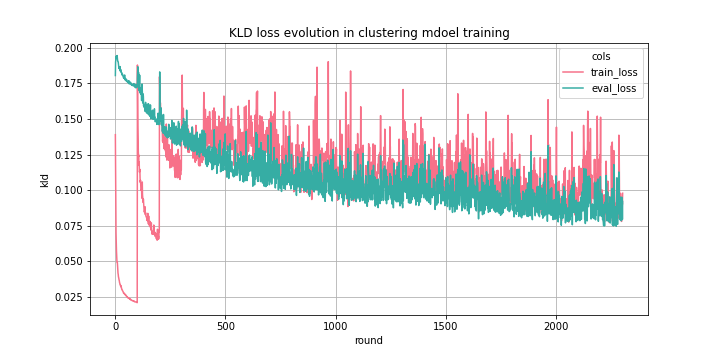 KLD loss evolution in clustering mdoel training
0.200
0.175
0.150
0.125
0.100
0.075
0.050
0.025
kld
cols
train_loss
eval_loss
0 500 1000 1500 2000
round